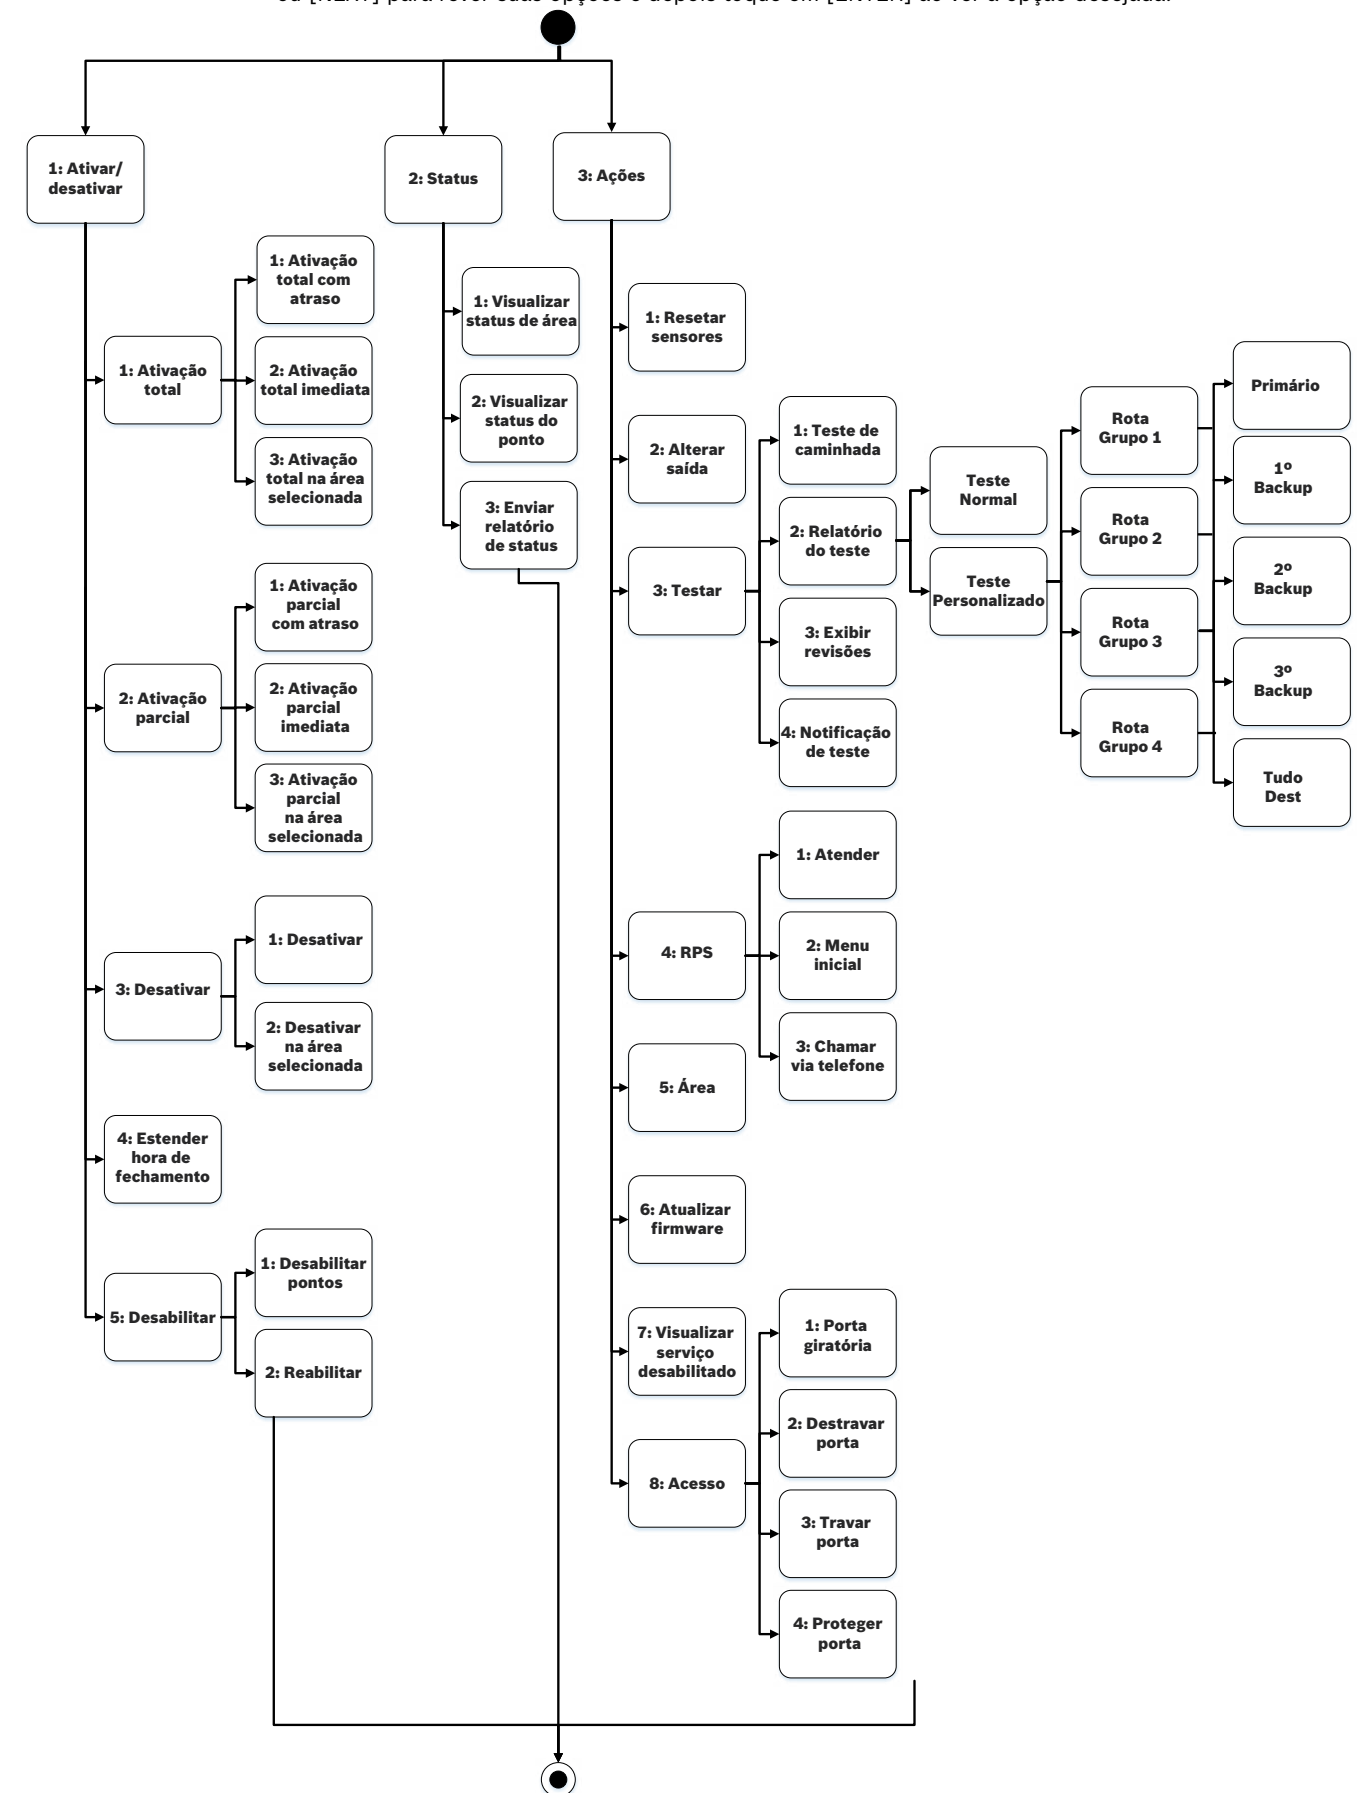 1: Ativar/
desativar
2: Status
3: Ações
1: Ativação
total
1: Ativação
total com
atraso
2: Ativação
total imediata
3: Ativação
total na área
selecionada
2: Ativação
parcial
1: Ativação
parcial
com atraso
2: Ativação
parcial
imediata
3: Ativação
parcial
na área
selecionada
3: Desativar
1: Desativar
2: Desativar
na área
selecionada
4: Estender
hora de
fechamento
5: Desabilitar
1: Desabilitar
pontos
2: Reabilitar
1: Visualizar
status de área
2: Visualizar
status do
ponto
3: Enviar
relatório
de status
1: Resetar
sensores
2: Alterar
saída
3: Testar
1: Teste de
caminhada
2: Relatório
do teste
3: Exibir
revisões
4: Notificação
de teste
Teste
Normal
Teste
Personalizado
Rota
Grupo 1
Rota
Grupo 2
Rota
Grupo 3
Rota
Grupo 4
Primário
1º
Backup
2º
Backup
3º
Backup
Tudo
Dest
4: RPS
1: Atender
2: Menu
inicial
3: Chamar
via telefone
5: Área
6: Atualizar
firmware
7: Visualizar
serviço
desabilitado
8: Acesso
1: Porta
giratória
2: Destravar
porta
3: Travar
porta
4: Proteger
porta